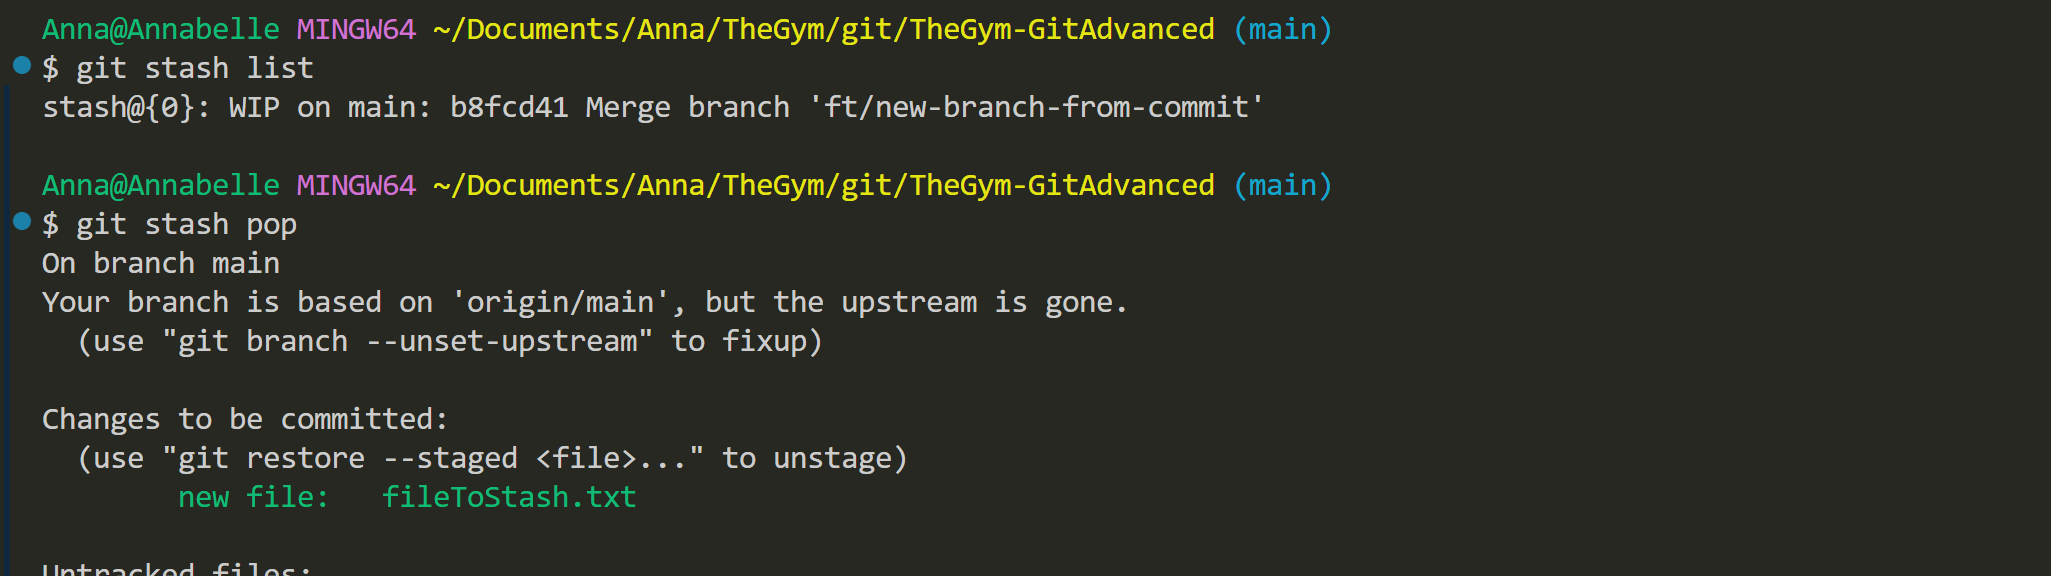 Anna@Annabelle MINGW64 ~/Documents/Anna/TheGym/git/TheGym-GitAdvanced (main)
$ git stash list
stash@{0}: WIP on main: b8fcd41 Merge branch 'ft/new-branch-from-commit'
Anna@Annabelle MINGW64 ~/Documents/Anna/TheGym/git/TheGym-GitAdvanced (main)
$ git stash pop
On branch main
Your branch is based on 'origin/main', but the upstream is gone.
  (use "git branch --unset-upstream" to fixup)
Changes to be committed:
  (use "git restore --staged <file>..." to unstage)
        new file:   fileToStash.txt
Untracked files: